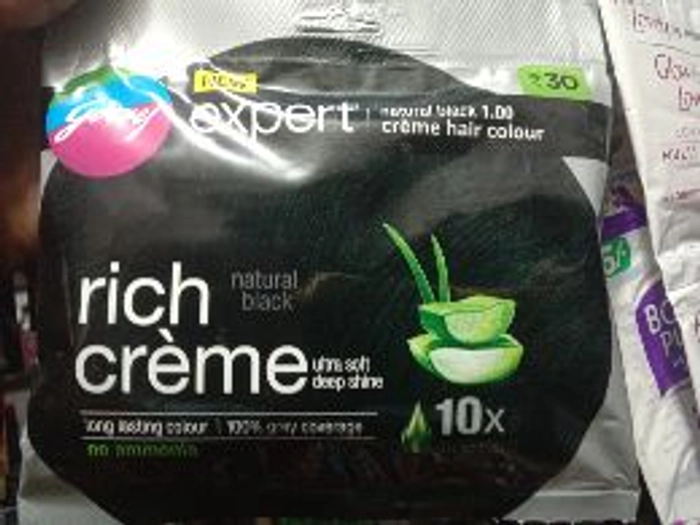 Godrej
NEW
₹30
expert
natural black 1.00
crème hair colour
rich
natural
black
crème
ultra soft
deep shine
long lasting colour | 100% grey coverage
no ammonia
10x